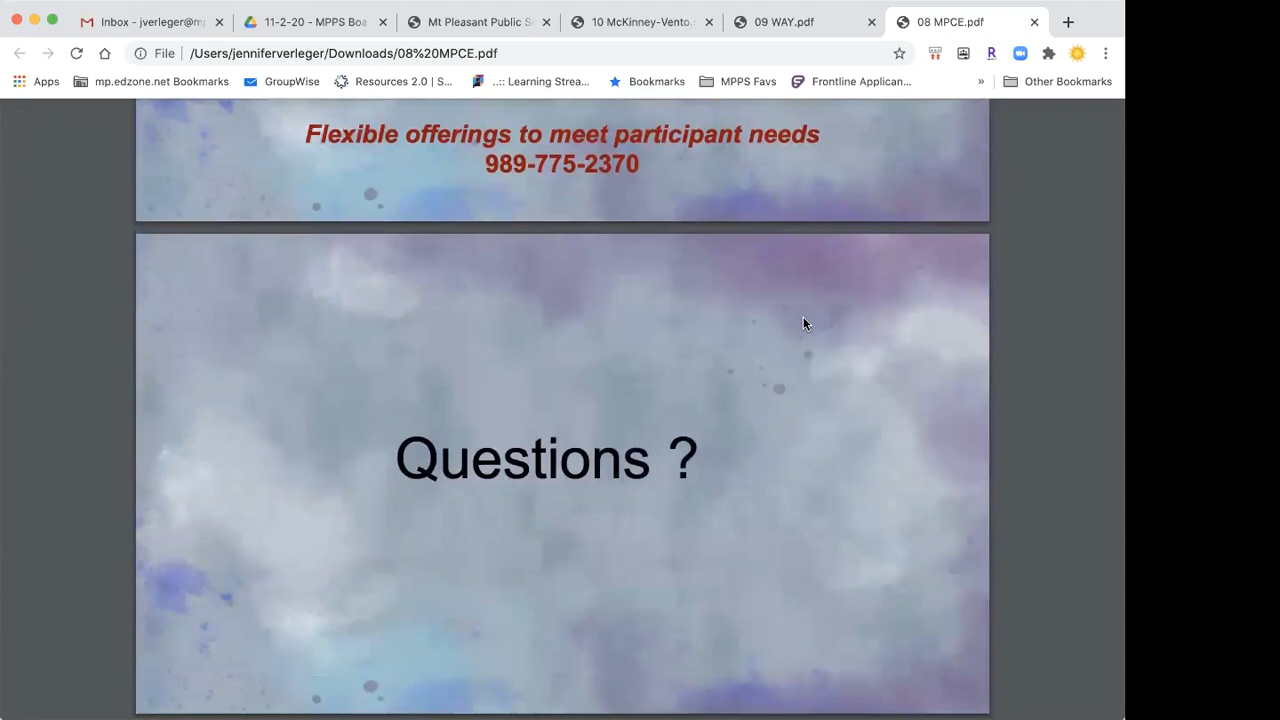 Inbox - jverleger@m
11-2-20 - MPPS Boa
Mt Pleasant Public S
10 McKinney-Vento.
09 WAY.pdf
08 MPCE.pdf
File
/Users/jenniferverleger/Downloads/08%20MPCE.pdf
R
Apps
mp.edzone.net Bookmarks
GroupWise
Resources 2.0 | S...
..:: Learning Strea...
Bookmarks
MPPS Favs
Frontline Applican...
»
Other Bookmarks
Flexible offerings to meet participant needs
989-775-2370
Questions ?